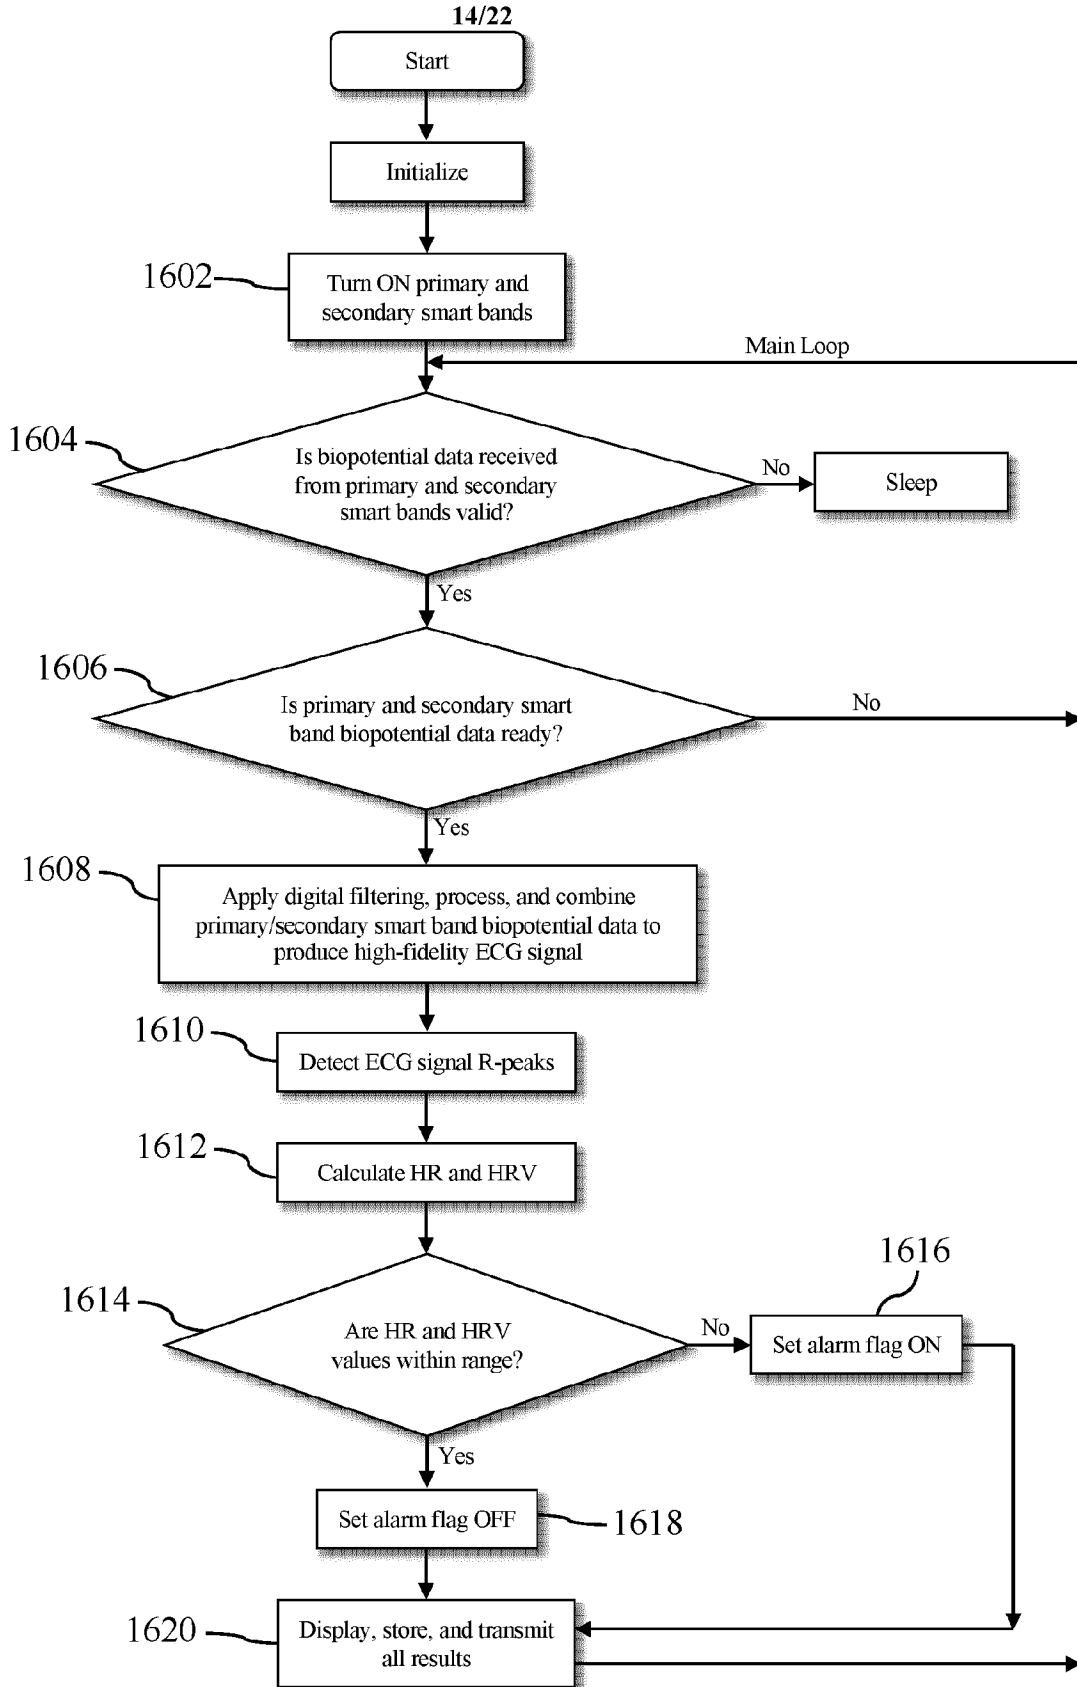 14/22
Start
Initialize
1602
Turn ON primary and
secondary smart bands
Main Loop
1604
Is biopotential data received
from primary and secondary
smart bands valid?
No
Sleep
Yes
1606
Is primary and secondary smart
band biopotential data ready?
No
Yes
1608
Apply digital filtering, process, and combine
primary/secondary smart band biopotential data to
produce high-fidelity ECG signal
1610
Detect ECG signal R-peaks
1612
Calculate HR and HRV
1614
Are HR and HRV
values within range?
No
1616
Set alarm flag ON
Yes
Set alarm flag OFF
1618
1620
Display, store, and transmit
all results